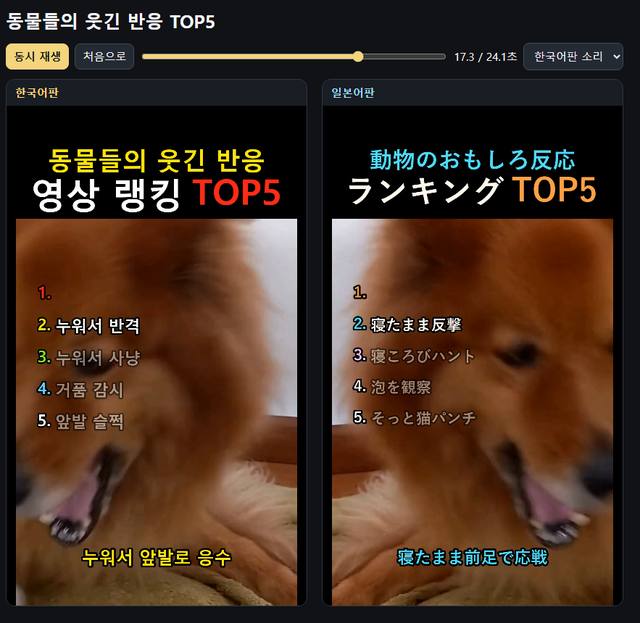 동물들의 웃긴 반응 TOP5
동시 재생 처음으로 17.3 / 24.1초 한국어판 소리
한국어판
동물들의 웃긴 반응
영상 랭킹 TOP5
1.
2. 누워서 반격
3. 누워서 사냥
4. 거품 감시
5. 앞발 슬쩍
누워서 앞발로 응수
일본어판
動物のおもしろ反応
ランキング TOP5
1.
2. 寝たまま反撃
3. 寝ころびハント
4. 泡を観察
5. そっと猫パンチ
寝たまま前足で応戦